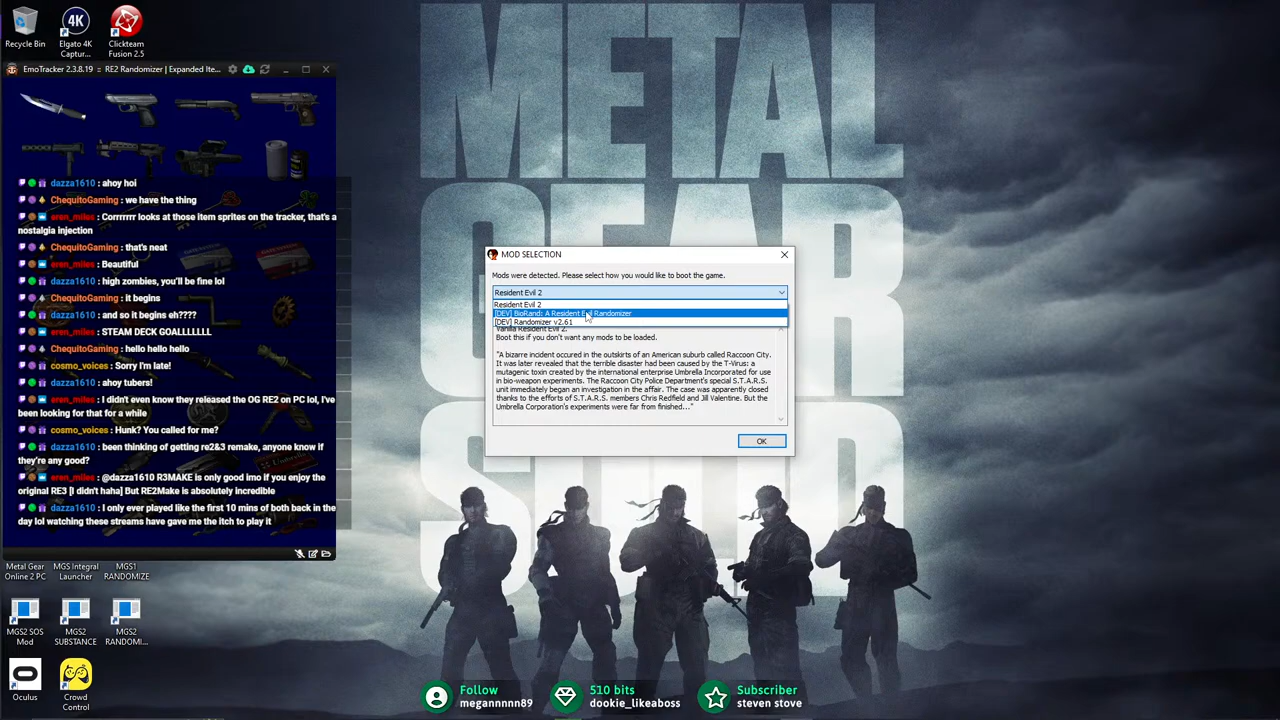 METAL
GEAR
SOLID
Recycle Bin
Elgato 4K
Captur...
Clickteam
Fusion 2.5
EmoTracker 2.3.8.19 :: RE2 Randomizer | Expanded Ite...
dazza1610 : ahoy hoi
ChequitoGaming : we have the thing
eren_miles : Corrrrrrr looks at those item sprites on the tracker, that's a
nostalgia injection
ChequitoGaming : that's neat
eren_miles : Beautiful
dazza1610 : high zombies, you'll be fine lol
ChequitoGaming : it begins
dazza1610 : and so it begins eh????
eren_miles : STEAM DECK GOALLLLLLL
ChequitoGaming : hello hello hello
cosmo_voices : Sorry I'm late!
dazza1610 : ahoy tubers!
eren_miles : I didn't even know they released the OG RE2 on PC lol, I've
been looking for that for a while
cosmo_voices : Hunk? You called for me?
dazza1610 : been thinking of getting re2&3 remake, anyone know if
they're any good?
eren_miles : @dazza1610 R3MAKE is only good Imo if you enjoy the
original RE3 [I didn't haha] But RE2Make is absolutely incredible
dazza1610 : I only ever played like the first 10 mins of both back in the
day lol watching these streams have gave me the itch to play it
MOD SELECTION
Mods were detected. Please select how you would like to boot the game.
Resident Evil 2
Resident Evil 2
[DEV] BioRand: A Resident Evil Randomizer
[DEV] Randomizer v2.61
Vanilla Resident Evil 2.
Boot this if you don't want any mods to be loaded.
"A bizarre incident occured in the outskirts of an American suburb called Raccoon City.
It was later revealed that the terrible disaster had been caused by the T-Virus: a
mutagenic toxin created by the international enterprise Umbrella Incorporated for use
in bio-weapon experiments. The Raccoon City Police Department's special S.T.A.R.S.
unit immediately began an investigation in the affair. The case was apparently closed
thanks to the efforts of S.T.A.R.S. members Chris Redfield and Jill Valentine. But the
Umbrella Corporation's experiments were far from finished..."
OK
Metal Gear
Online 2 PC
MGS Integral
Launcher
MGS1
RANDOMIZE
MGS2 SOS
Mod
MGS2
SUBSTANCE
MGS2
RANDOMI...
Oculus
Crowd
Control
Follow
megannnnn89
510 bits
dookie_likeaboss
Subscriber
steven stove